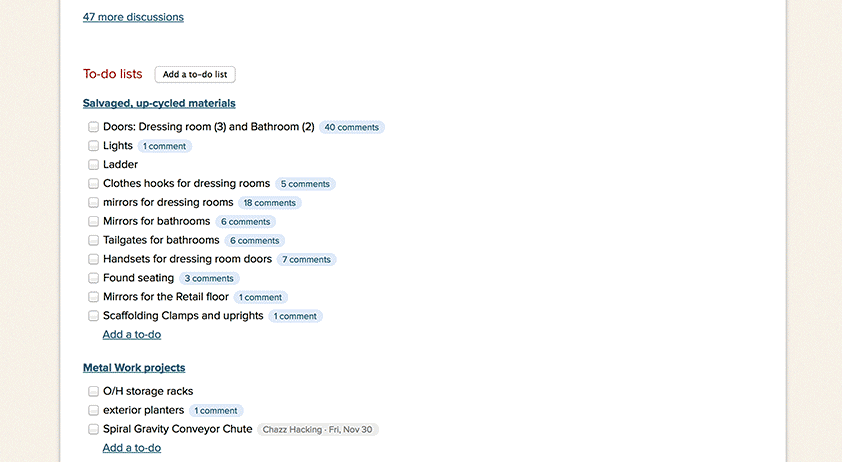 47 more discussions
To-do lists Add a to-do list
Salvaged, up-cycled materials
Doors: Dressing room (3) and Bathroom (2) 40 comments
Lights 1 comment
Ladder
Clothes hooks for dressing rooms 5 comments
mirrors for dressing rooms 18 comments
Mirrors for bathrooms 6 comments
Tailgates for bathrooms 6 comments
Handsets for dressing room doors 7 comments
Found seating 3 comments
Mirrors for the Retail floor 1 comment
Scaffolding Clamps and uprights 1 comment
Add a to-do
Metal Work projects
O/H storage racks
exterior planters 1 comment
Spiral Gravity Conveyor Chute Chazz Hacking · Fri, Nov 30
Add a to-do